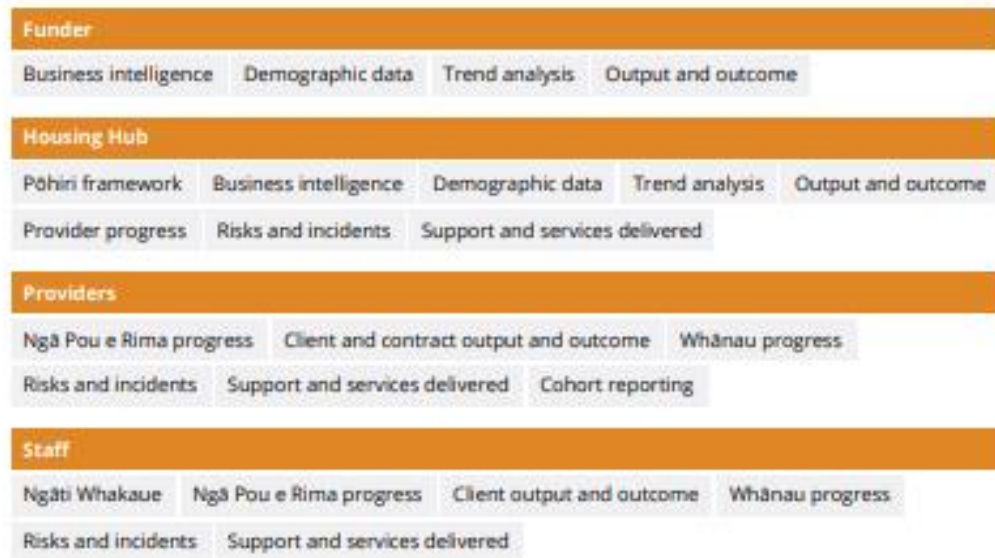 Funder
Business intelligence Demographic data Trend analysis Output and outcome
Housing Hub
Pōhiri framework Business intelligence Demographic data Trend analysis Output and outcome
Provider progress Risks and incidents Support and services delivered
Providers
Ngā Pou e Rima progress Client and contract output and outcome Whānau progress
Risks and incidents Support and services delivered Cohort reporting
Staff
Ngāti Whakaue Ngā Pou e Rima progress Client output and outcome Whānau progress
Risks and incidents Support and services delivered